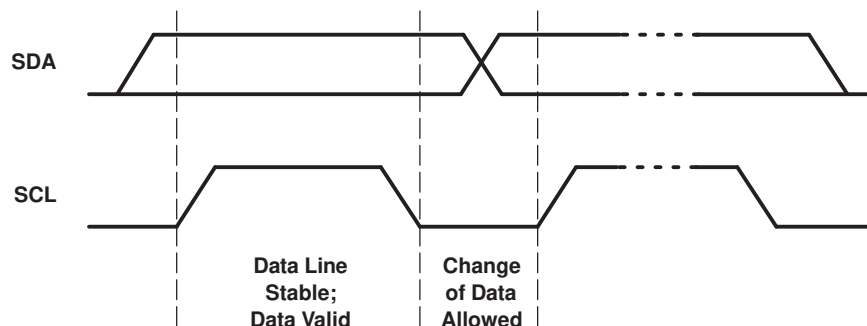 SDA
SCL
Data Line
Stable;
Data Valid
Change
of Data
Allowed